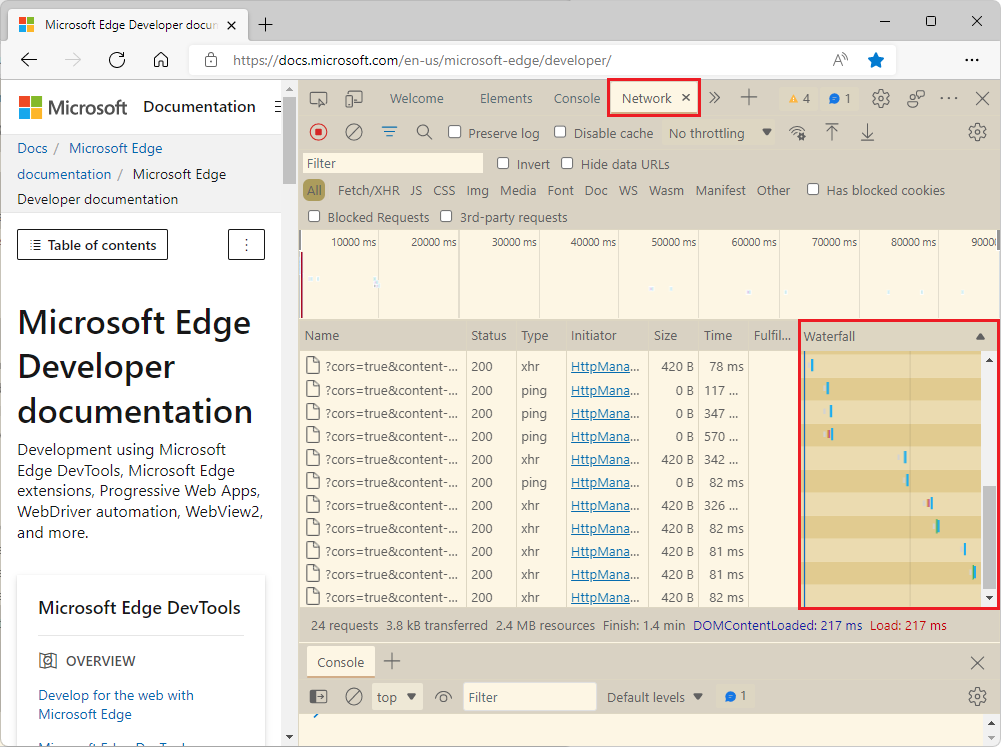 Microsoft Edge Developer docun
https://docs.microsoft.com/en-us/microsoft-edge/developer/
Microsoft Documentation
Docs / Microsoft Edge
documentation / Microsoft Edge
Developer documentation
Table of contents
Microsoft Edge
Developer
documentation
Development using Microsoft
Edge DevTools, Microsoft Edge
extensions, Progressive Web Apps,
WebDriver automation, WebView2,
and more.
Microsoft Edge DevTools
OVERVIEW
Develop for the web with
Microsoft Edge
Welcome Elements Console Network 4 1
Preserve log Disable cache No throttling
Filter Invert Hide data URLs
All Fetch/XHR JS CSS Img Media Font Doc WS Wasm Manifest Other Has blocked cookies
Blocked Requests 3rd-party requests
10000 ms 20000 ms 30000 ms 40000 ms 50000 ms 60000 ms 70000 ms 80000 ms 9000
Name Status Type Initiator Size Time Fulfil... Waterfall
?cors=true&content-... 200 xhr HttpMana... 420 B 78 ms
?cors=true&content-... 200 ping HttpMana... 0 B 117 ...
?cors=true&content-... 200 ping HttpMana... 0 B 347 ...
?cors=true&content-... 200 ping HttpMana... 0 B 570 ...
?cors=true&content-... 200 xhr HttpMana... 420 B 342 ...
?cors=true&content-... 200 ping HttpMana... 0 B 82 ms
?cors=true&content-... 200 xhr HttpMana... 420 B 326 ...
?cors=true&content-... 200 xhr HttpMana... 420 B 82 ms
?cors=true&content-... 200 xhr HttpMana... 420 B 81 ms
?cors=true&content-... 200 xhr HttpMana... 420 B 81 ms
?cors=true&content-... 200 xhr HttpMana... 420 B 82 ms
24 requests 3.8 kB transferred 2.4 MB resources Finish: 1.4 min DOMContentLoaded: 217 ms Load: 217 ms
Console
top Filter Default levels 1